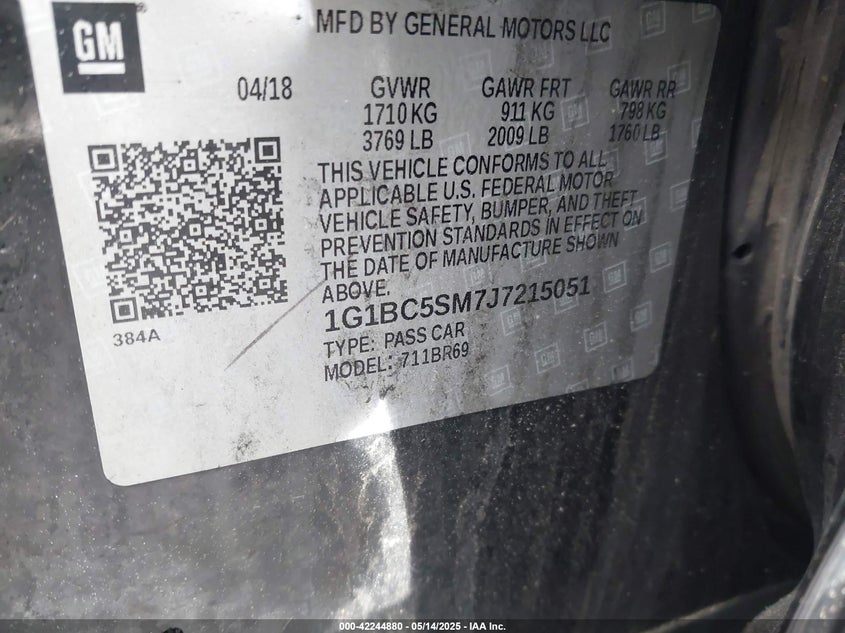 GM
MFD BY GENERAL MOTORS LLC
04/18 GVWR GAWR FRT GAWR RR
1710 KG 911 KG 798 KG
3769 LB 2009 LB 1760 LB
THIS VEHICLE CONFORMS TO ALL
APPLICABLE U.S. FEDERAL MOTOR
VEHICLE SAFETY, BUMPER, AND THEFT
PREVENTION STANDARDS IN EFFECT ON
THE DATE OF MANUFACTURE SHOWN
ABOVE.
1G1BC5SM7J7215051
TYPE: PASS CAR
MODEL: 711BR69
384A
000-42244880 - 05/14/2025 - IAA Inc.